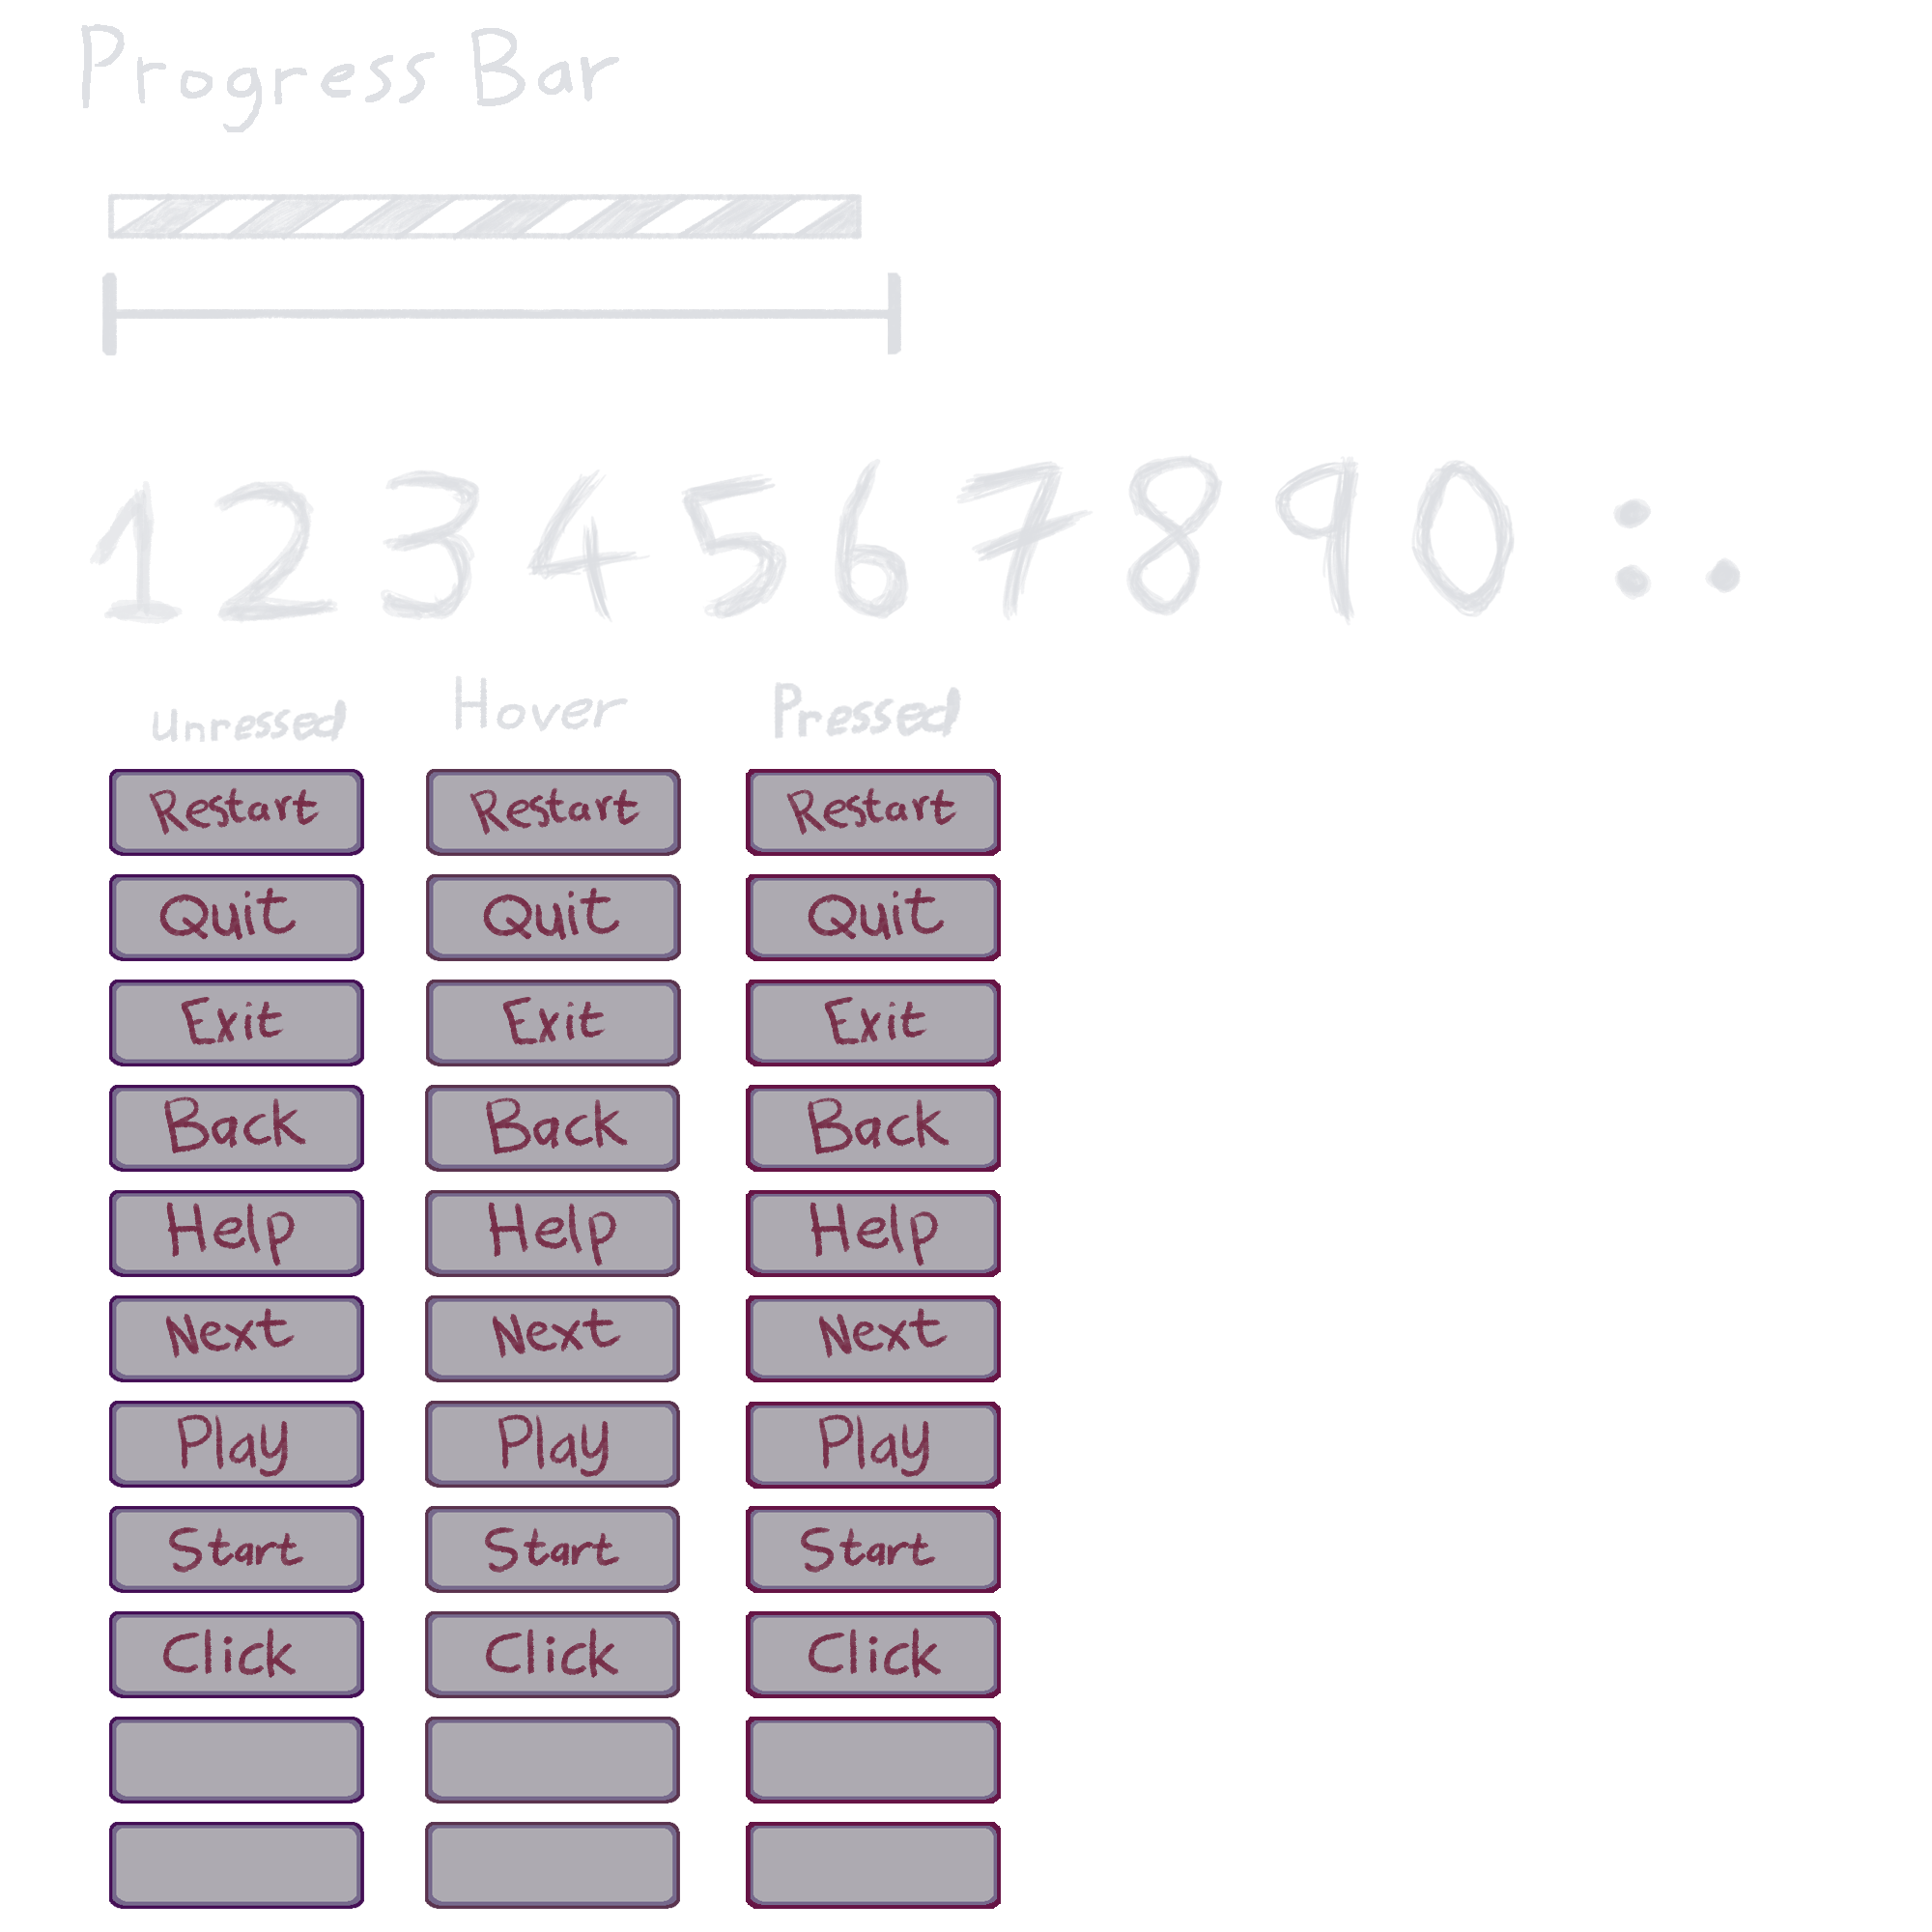 Progress Bar
1 2 3 4 5 6 7 8 9 0 : .
Unressed Hover Pressed
Restart Restart Restart
Quit Quit Quit
Exit Exit Exit
Back Back Back
Help Help Help
Next Next Next
Play Play Play
Start Start Start
Click Click Click